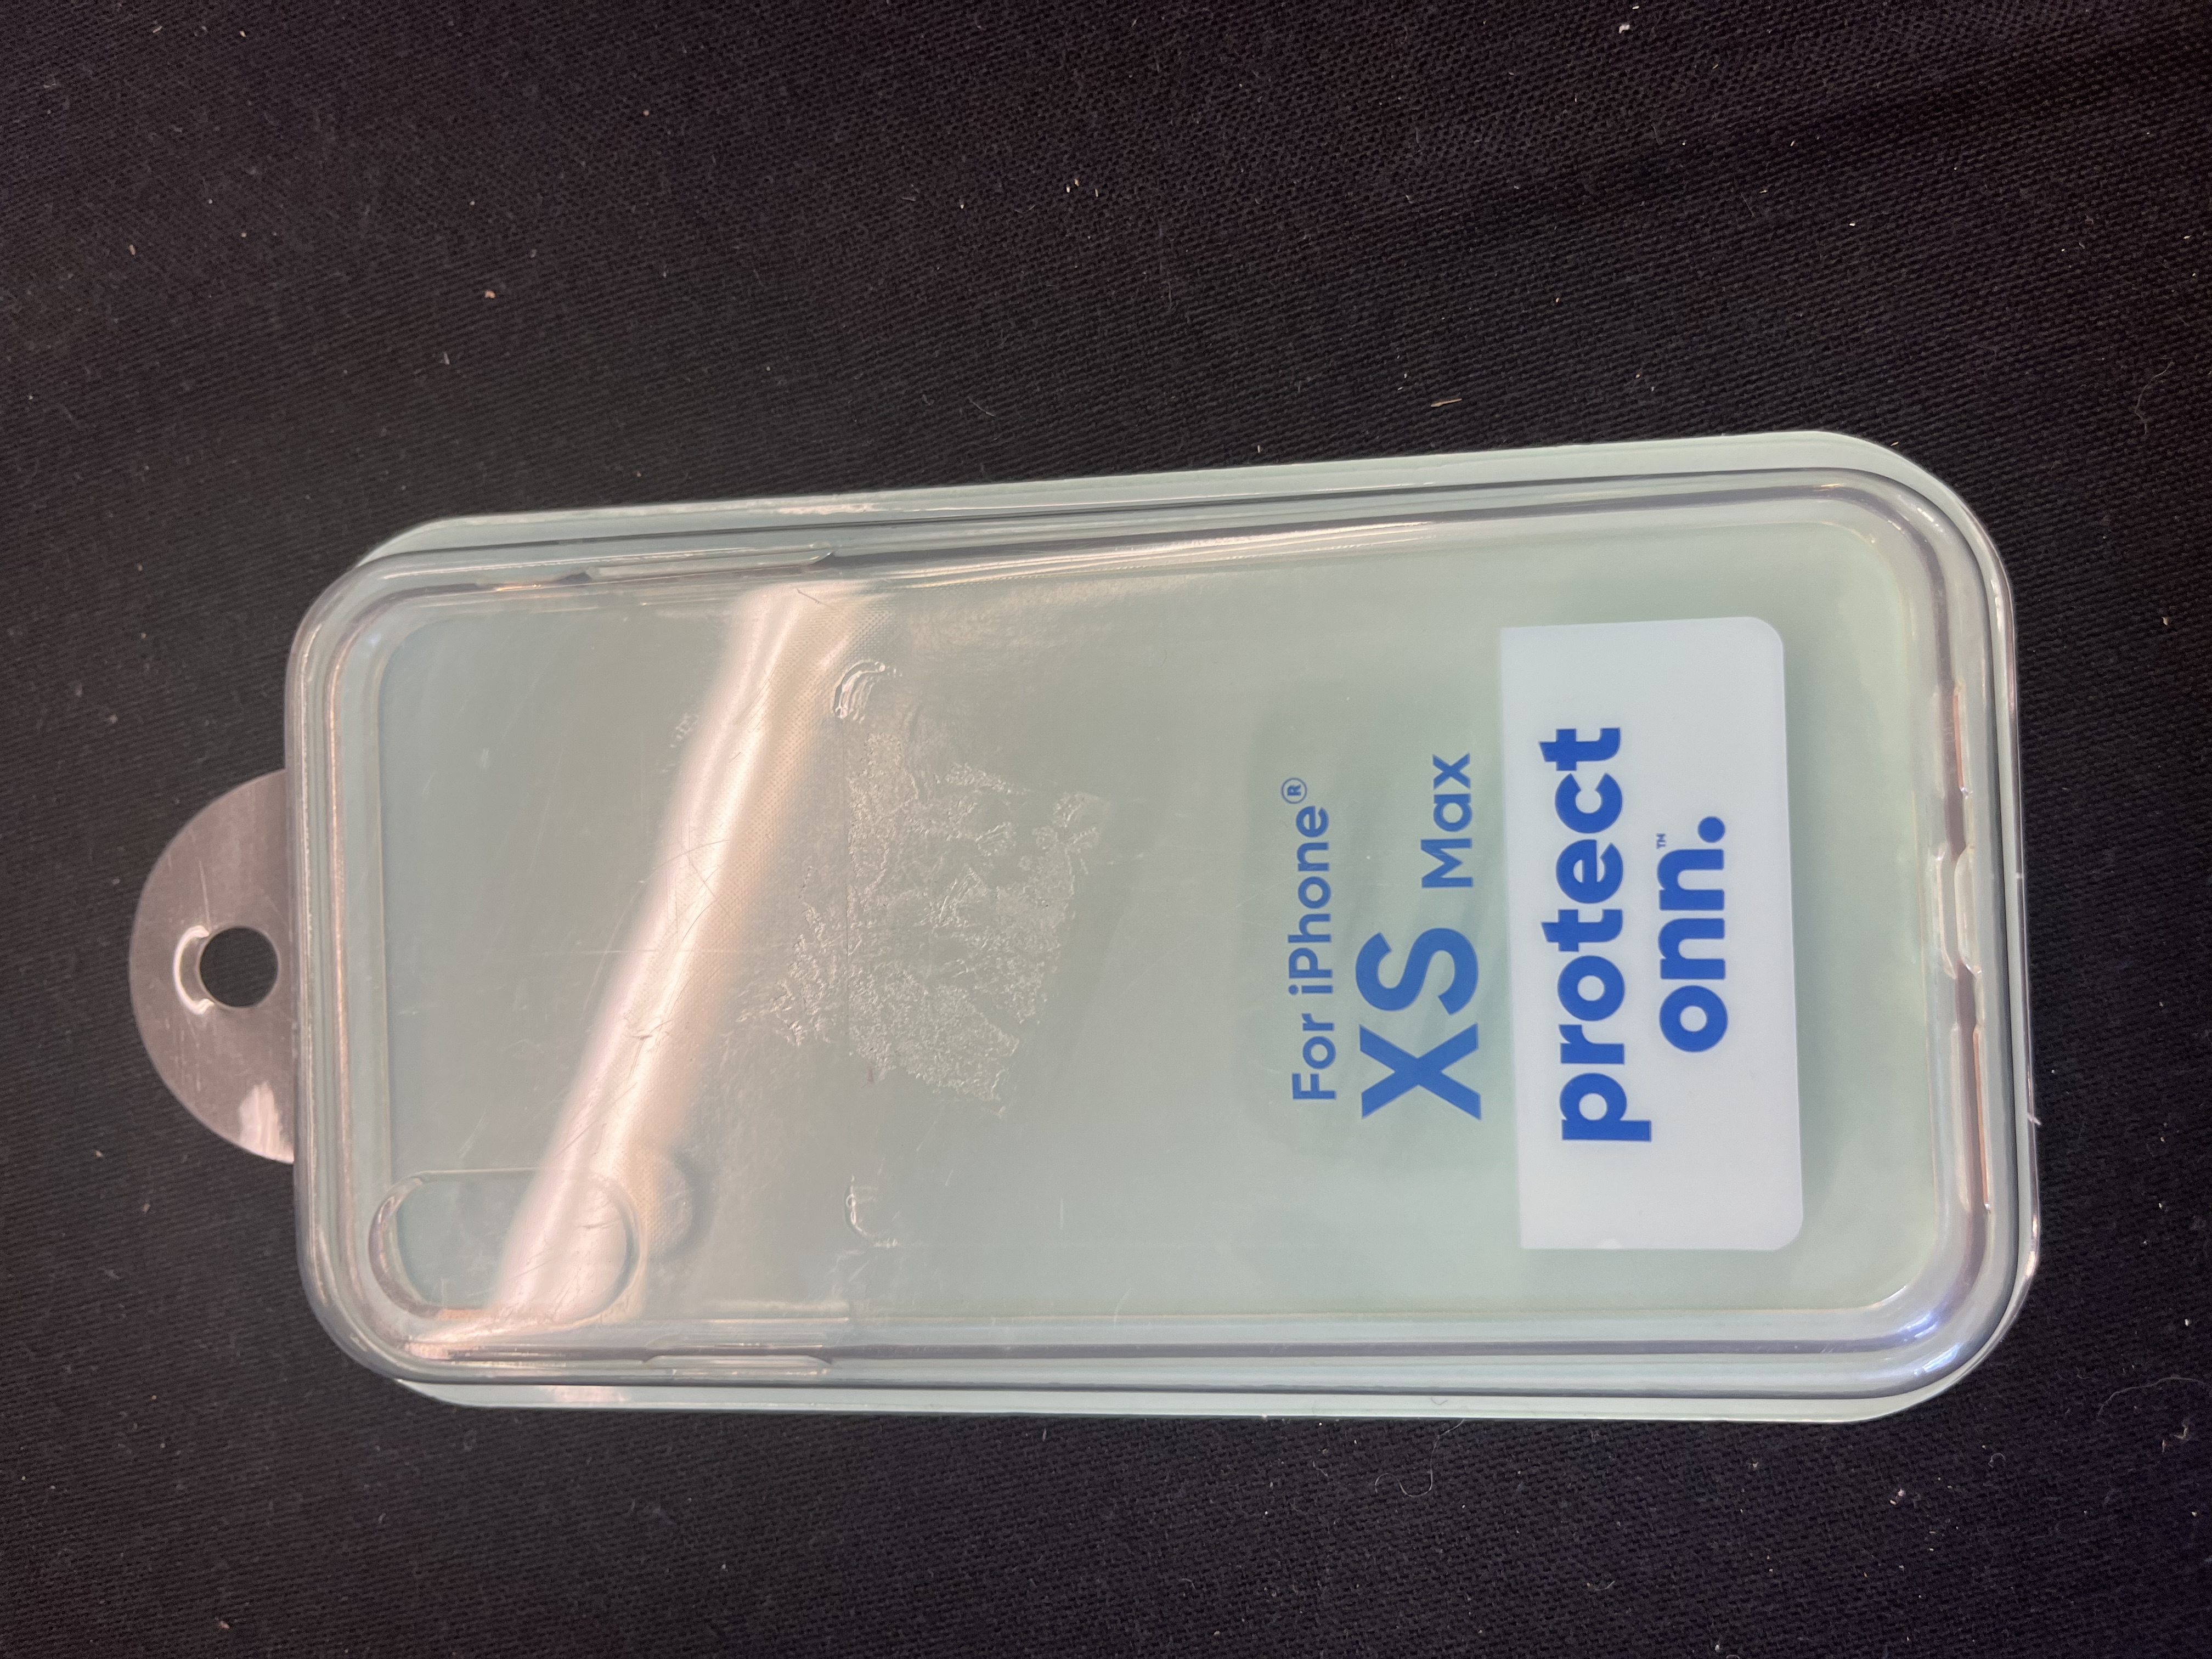 For iPhone®
XS Max
protect
onn.™